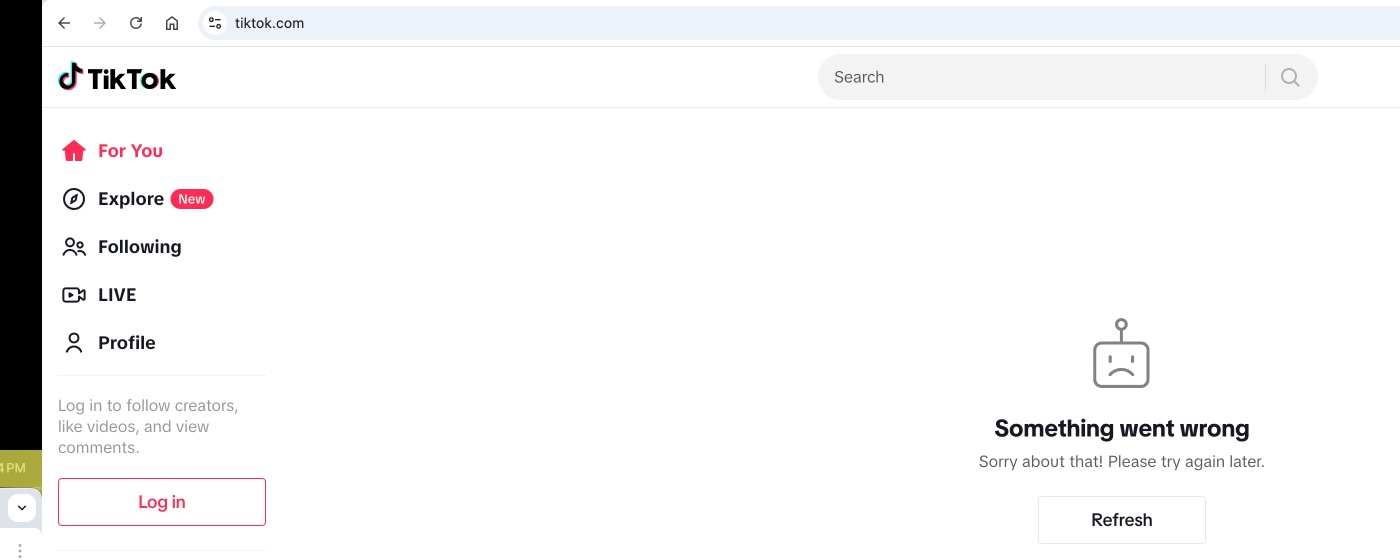 tiktok.com
TikTok
Search
For You
Explore New
Following
LIVE
Profile
Log in to follow creators,
like videos, and view
comments.
Log in
Something went wrong
Sorry about that! Please try again later.
Refresh
4 PM